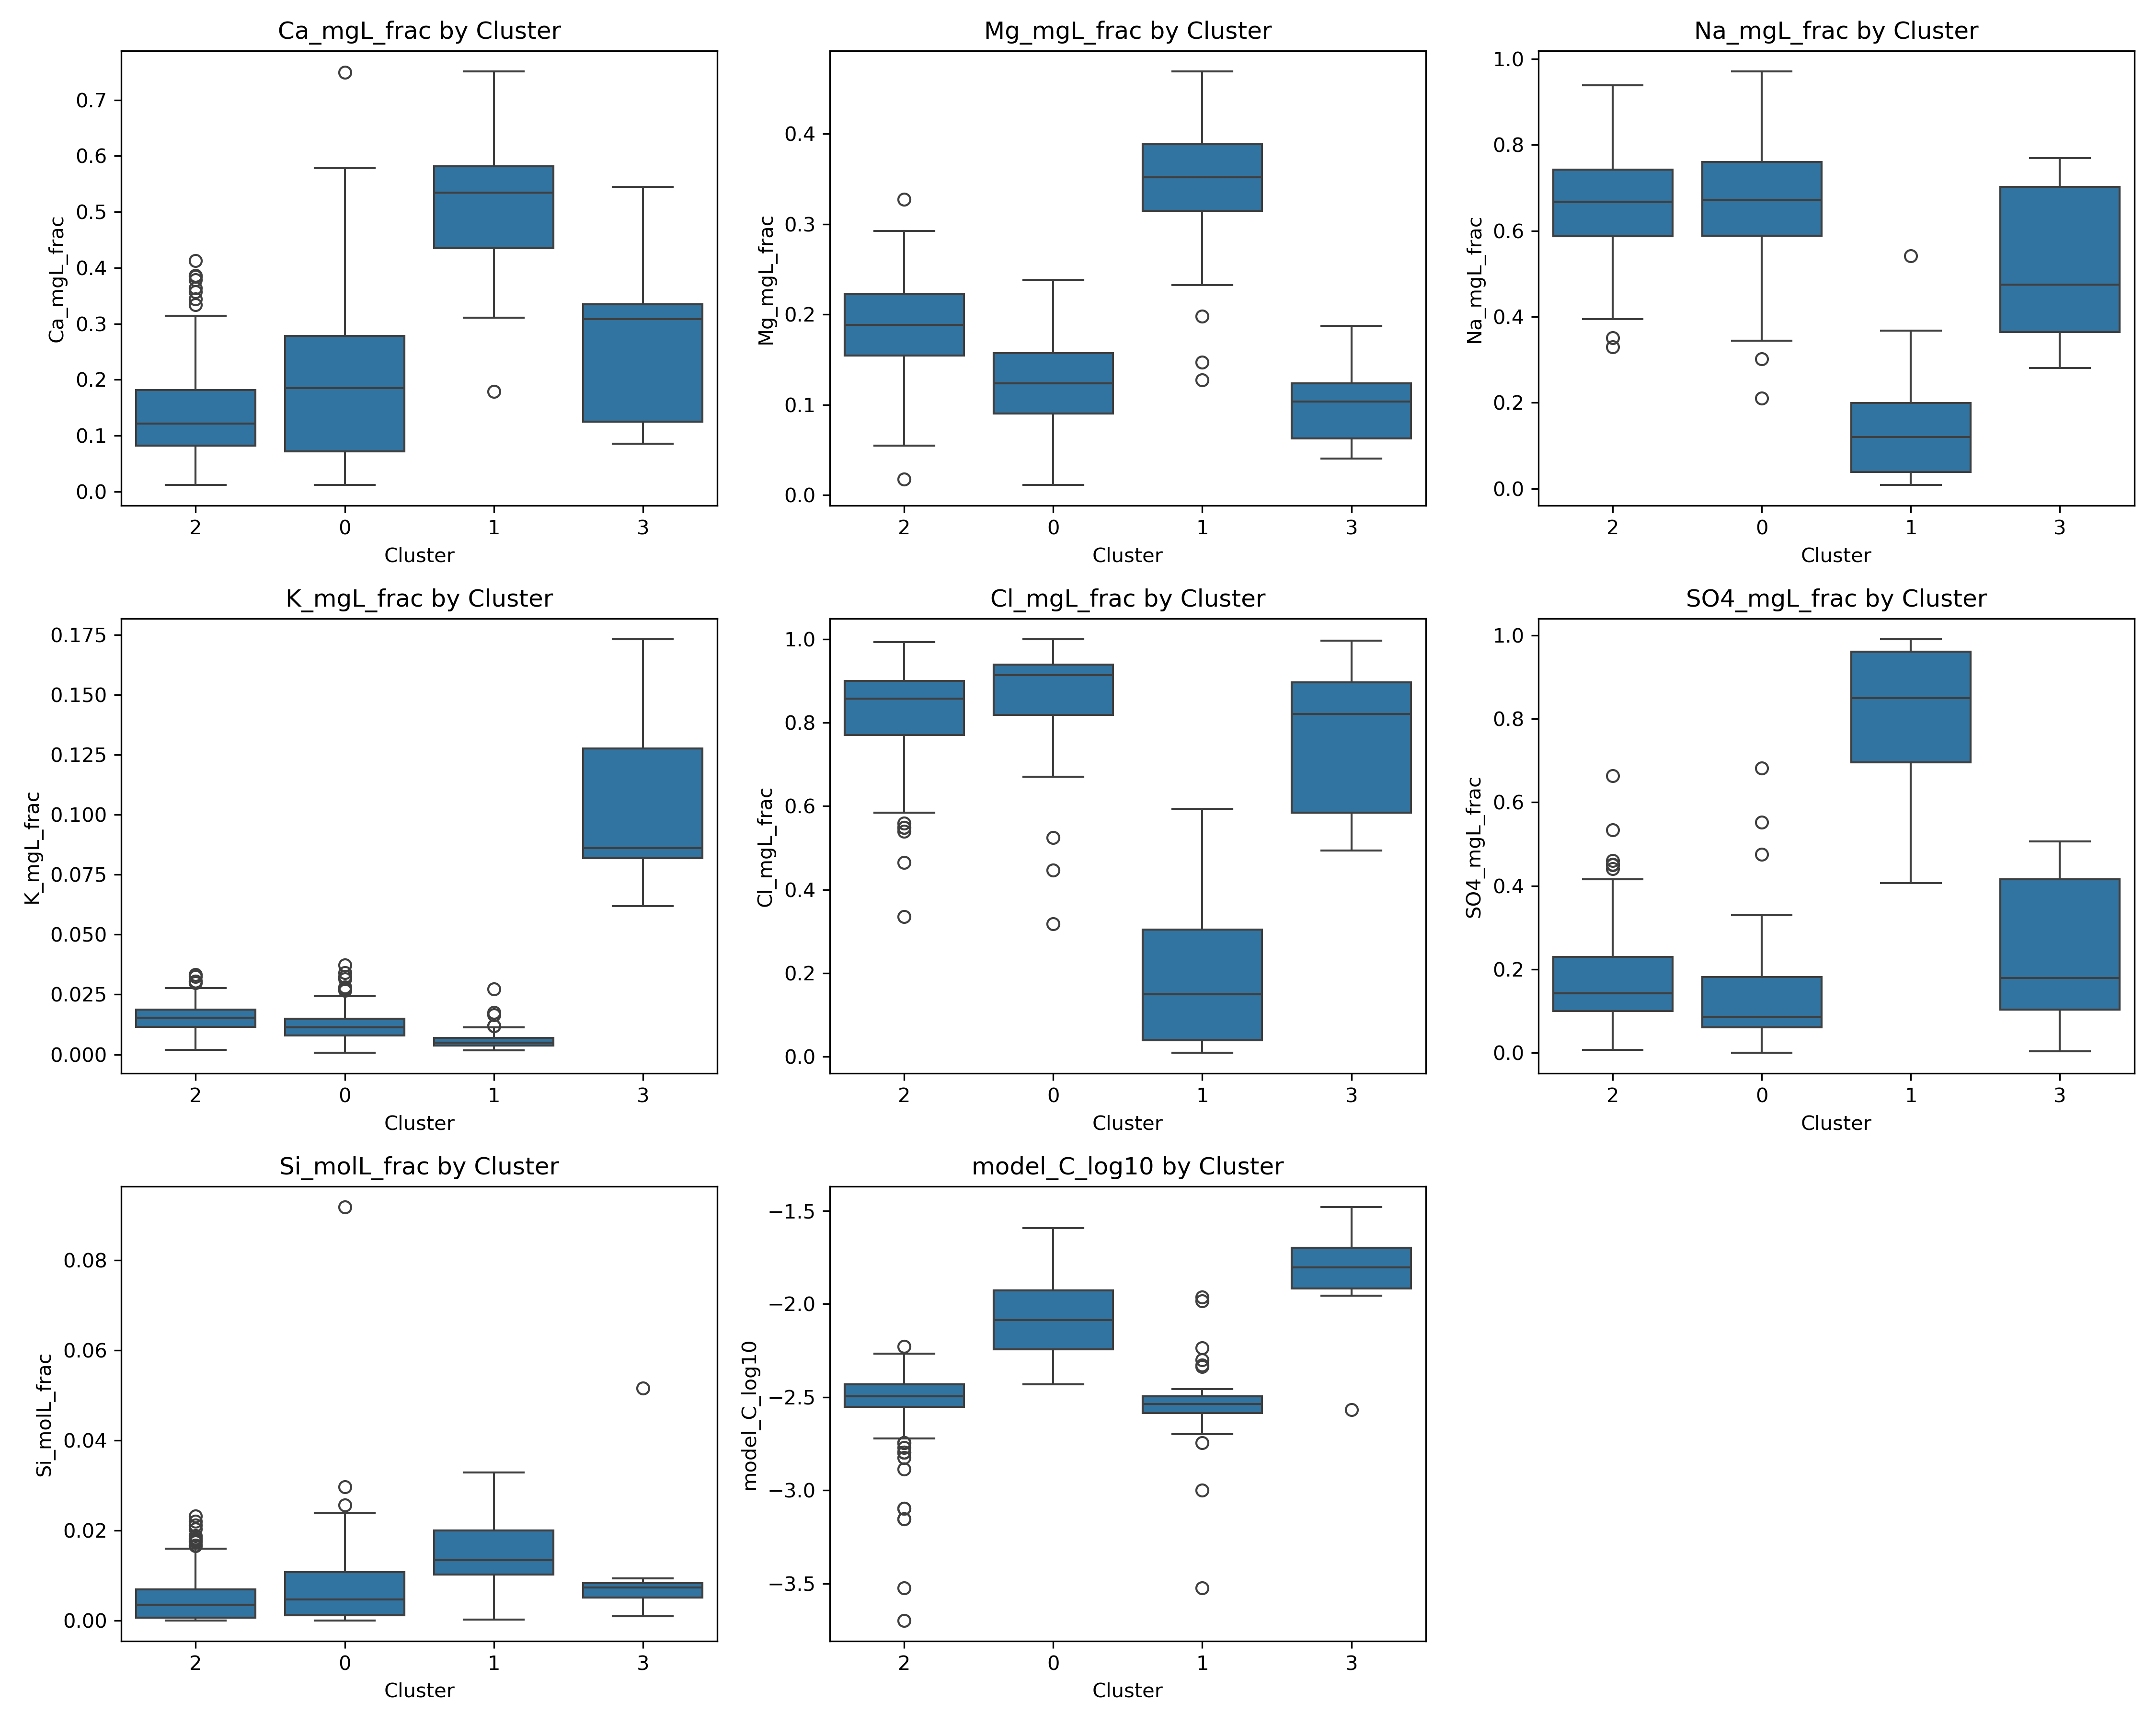 Ca_mgL_frac by Cluster
Ca_mgL_frac
0.7
0.6
0.5
0.4
0.3
0.2
0.1
0.0
2 0 1 3
Cluster
Mg_mgL_frac by Cluster
Mg_mgL_frac
0.4
0.3
0.2
0.1
0.0
2 0 1 3
Cluster
Na_mgL_frac by Cluster
Na_mgL_frac
1.0
0.8
0.6
0.4
0.2
0.0
2 0 1 3
Cluster
K_mgL_frac by Cluster
K_mgL_frac
0.175
0.150
0.125
0.100
0.075
0.050
0.025
0.000
2 0 1 3
Cluster
Cl_mgL_frac by Cluster
Cl_mgL_frac
1.0
0.8
0.6
0.4
0.2
0.0
2 0 1 3
Cluster
SO4_mgL_frac by Cluster
SO4_mgL_frac
1.0
0.8
0.6
0.4
0.2
0.0
2 0 1 3
Cluster
Si_molL_frac by Cluster
Si_molL_frac
0.08
0.06
0.04
0.02
0.00
2 0 1 3
Cluster
model_C_log10 by Cluster
model_C_log10
−1.5
−2.0
−2.5
−3.0
−3.5
2 0 1 3
Cluster